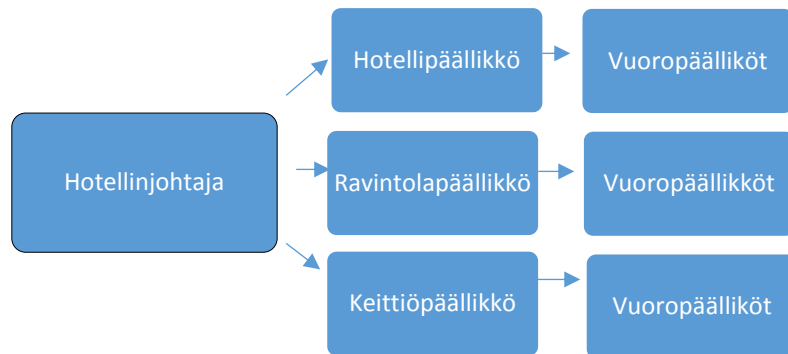 Hotellipäällikkö
Vuoropäälliköt
Hotellinjohtaja
Ravintolapäällikkö
Vuoropäällikköt
Keittiöpäällikkö
Vuoropäälliköt